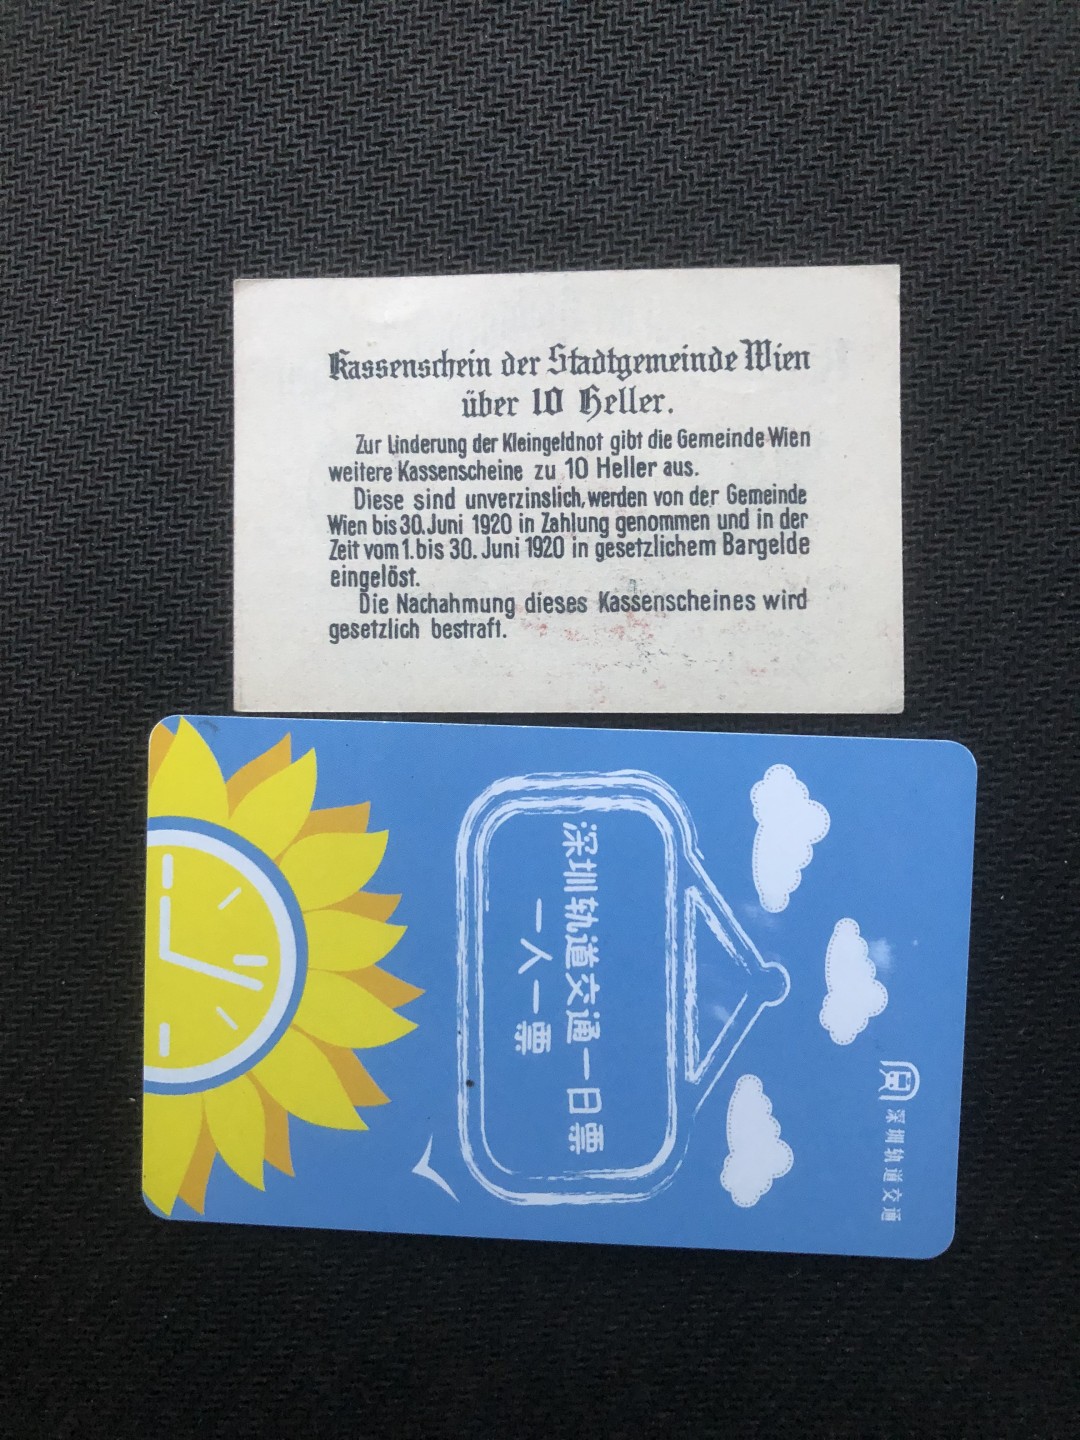 Kassenschein der Stadtgemeinde Wien
über 10 Heller.
Zur Linderung der Kleingeldnot gibt die Gemeinde Wien
weitere Kassenscheine zu 10 Heller aus.
Diese sind unverzinslich, werden von der Gemeinde
Wien bis 30. Juni 1920 in Zahlung genommen und in der
Zeit vom 1. bis 30. Juni 1920 in gesetzlichem Bargelde
eingelöst.
Die Nachahmung dieses Kassenscheines wird
gesetzlich bestraft.
深圳轨道交通
深圳轨道交通一日票
一人一票